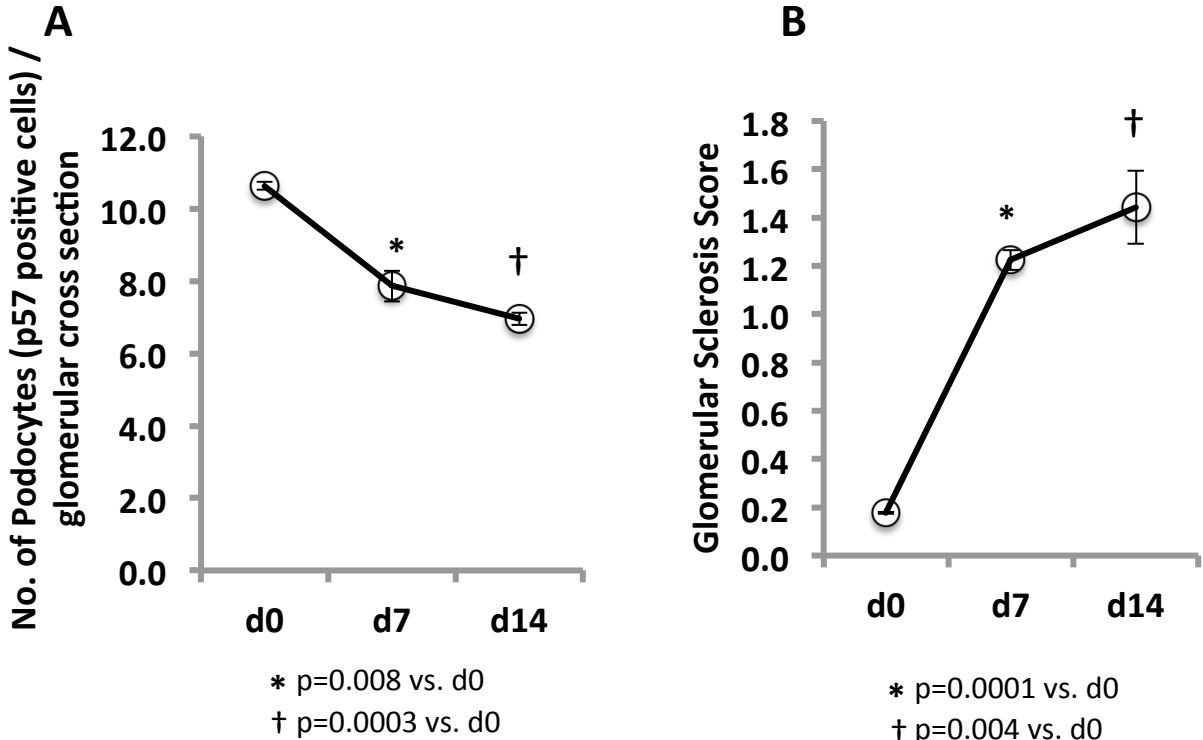 A
No. of Podocytes (p57 positive cells) /
glomerular cross section
12.0
10.0
8.0
6.0
4.0
2.0
0.0
*
†
d0 d7 d14
* p=0.008 vs. d0
† p=0.0003 vs. d0
B
Glomerular Sclerosis Score
1.8
1.6
1.4
1.2
1.0
0.8
0.6
0.4
0.2
0.0
*
†
d0 d7 d14
* p=0.0001 vs. d0
† p=0.004 vs. d0